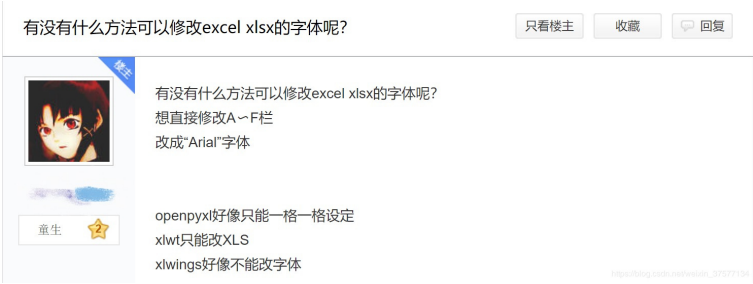 有没有什么方法可以修改excel xlsx的字体呢?
只看楼主
收藏
回复
楼主
有没有什么方法可以修改excel xlsx的字体呢?
想直接修改A∽F栏
改成“Arial”字体
童生
2
openpyxl好像只能一格一格设定
xlwt只能改XLS
xlwings好像不能改字体